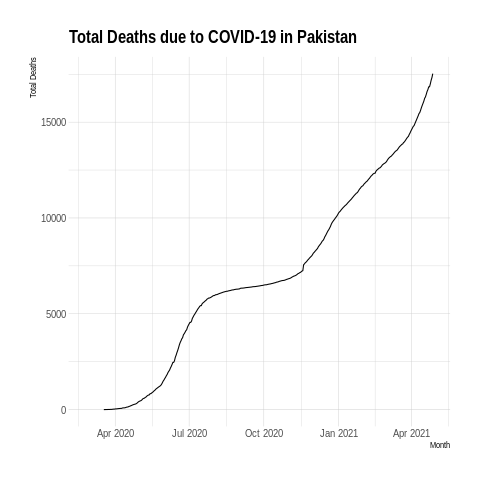 Total Deaths due to COVID-19 in Pakistan
Total Deaths
15000
10000
5000
0
Apr 2020 Jul 2020 Oct 2020 Jan 2021 Apr 2021
Month